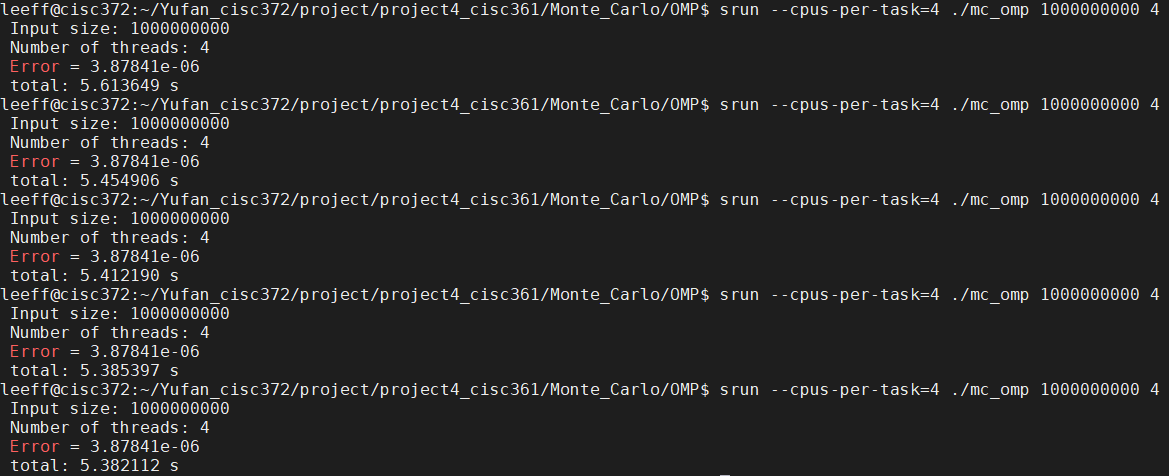 leeff@cisc372:~/Yufan_cisc372/project/project4_cisc361/Monte_Carlo/OMP$ srun --cpus-per-task=4 ./mc_omp 1000000000 4
Input size: 1000000000
Number of threads: 4
Error = 3.87841e-06
total: 5.613649 s
leeff@cisc372:~/Yufan_cisc372/project/project4_cisc361/Monte_Carlo/OMP$ srun --cpus-per-task=4 ./mc_omp 1000000000 4
Input size: 1000000000
Number of threads: 4
Error = 3.87841e-06
total: 5.454906 s
leeff@cisc372:~/Yufan_cisc372/project/project4_cisc361/Monte_Carlo/OMP$ srun --cpus-per-task=4 ./mc_omp 1000000000 4
Input size: 1000000000
Number of threads: 4
Error = 3.87841e-06
total: 5.412190 s
leeff@cisc372:~/Yufan_cisc372/project/project4_cisc361/Monte_Carlo/OMP$ srun --cpus-per-task=4 ./mc_omp 1000000000 4
Input size: 1000000000
Number of threads: 4
Error = 3.87841e-06
total: 5.385397 s
leeff@cisc372:~/Yufan_cisc372/project/project4_cisc361/Monte_Carlo/OMP$ srun --cpus-per-task=4 ./mc_omp 1000000000 4
Input size: 1000000000
Number of threads: 4
Error = 3.87841e-06
total: 5.382112 s